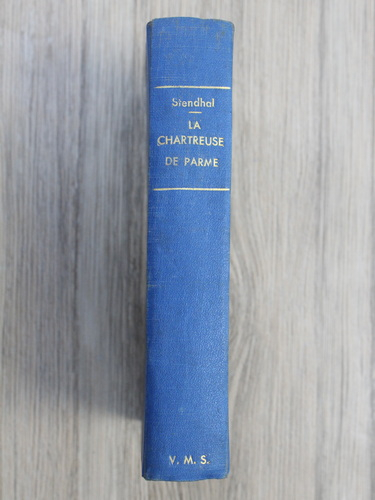 Stendhal
LA
CHARTREUSE
DE PARME
V. M. S.